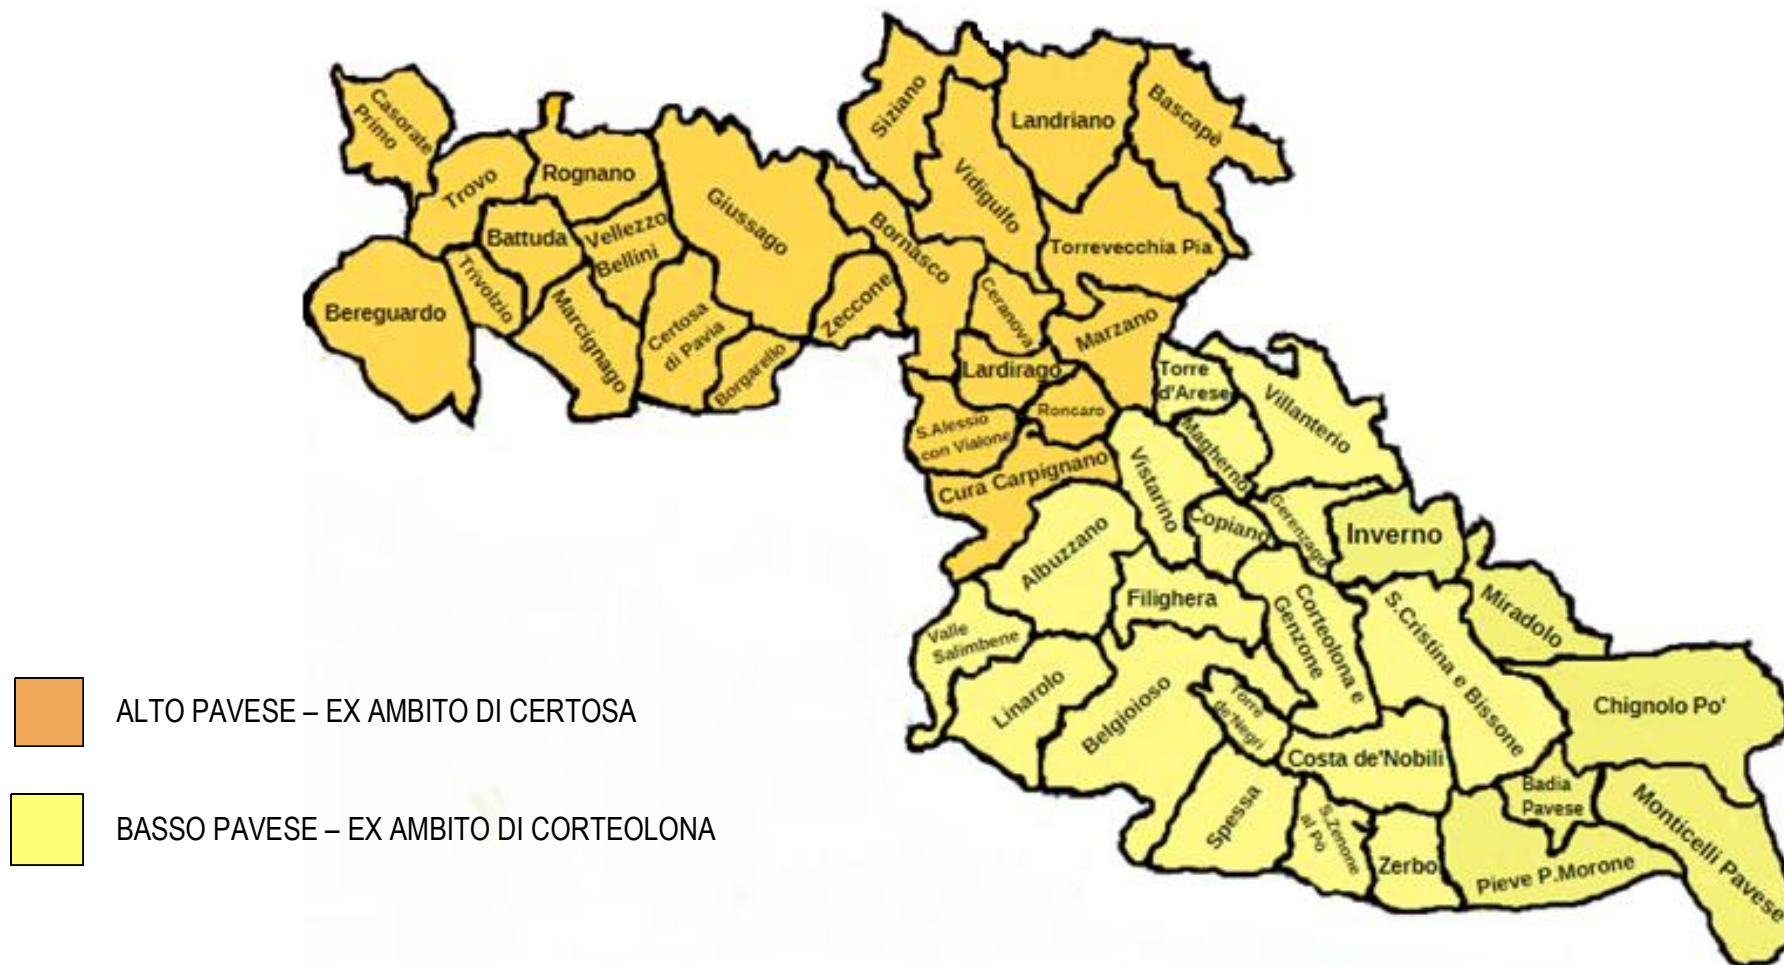 Casorate
Primo
Trovo
Rognano
Battuda
Vellezzo
Bellini
Giussago
Bereguardo
Trivolzio
Marcignago
Certosa
di Pavia
Borgarello
Zeccone
Bornasco
Siziano
Vidigulfo
Landriano
Bascapè
Torrevecchia Pia
Ceranova
Marzano
Lardirago
Roncaro
S.Alessio
con Vialone
Cura Carpignano
Torre
d'Arese
Villanterio
Magherno
Vistarino
Copiano
Gerenzago
Inverno
Albuzzano
Filighera
Corteolona e
Genzone
S.Cristina e Bissone
Miradolo
Valle
Salimbene
Linarolo
Belgioioso
Torre
de'Negri
Costa de'Nobili
Chignolo Po'
Badia
Pavese
Monticelli Pavese
Spessa
S.Zenone
al Po
Zerbo
Pieve P.Morone
ALTO PAVESE – EX AMBITO DI CERTOSA
BASSO PAVESE – EX AMBITO DI CORTEOLONA